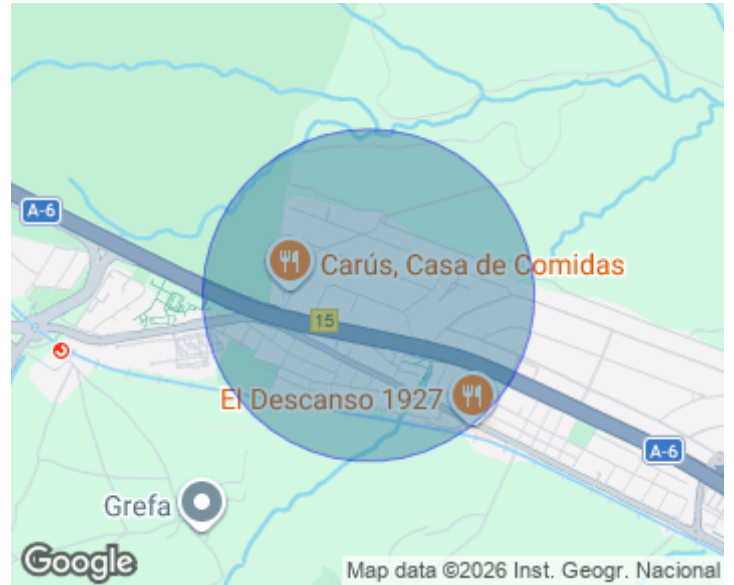 A-6
Carús, Casa de Comidas
15
El Descanso 1927
A-6
Grefa
Google
Map data ©2026 Inst. Geogr. Nacional